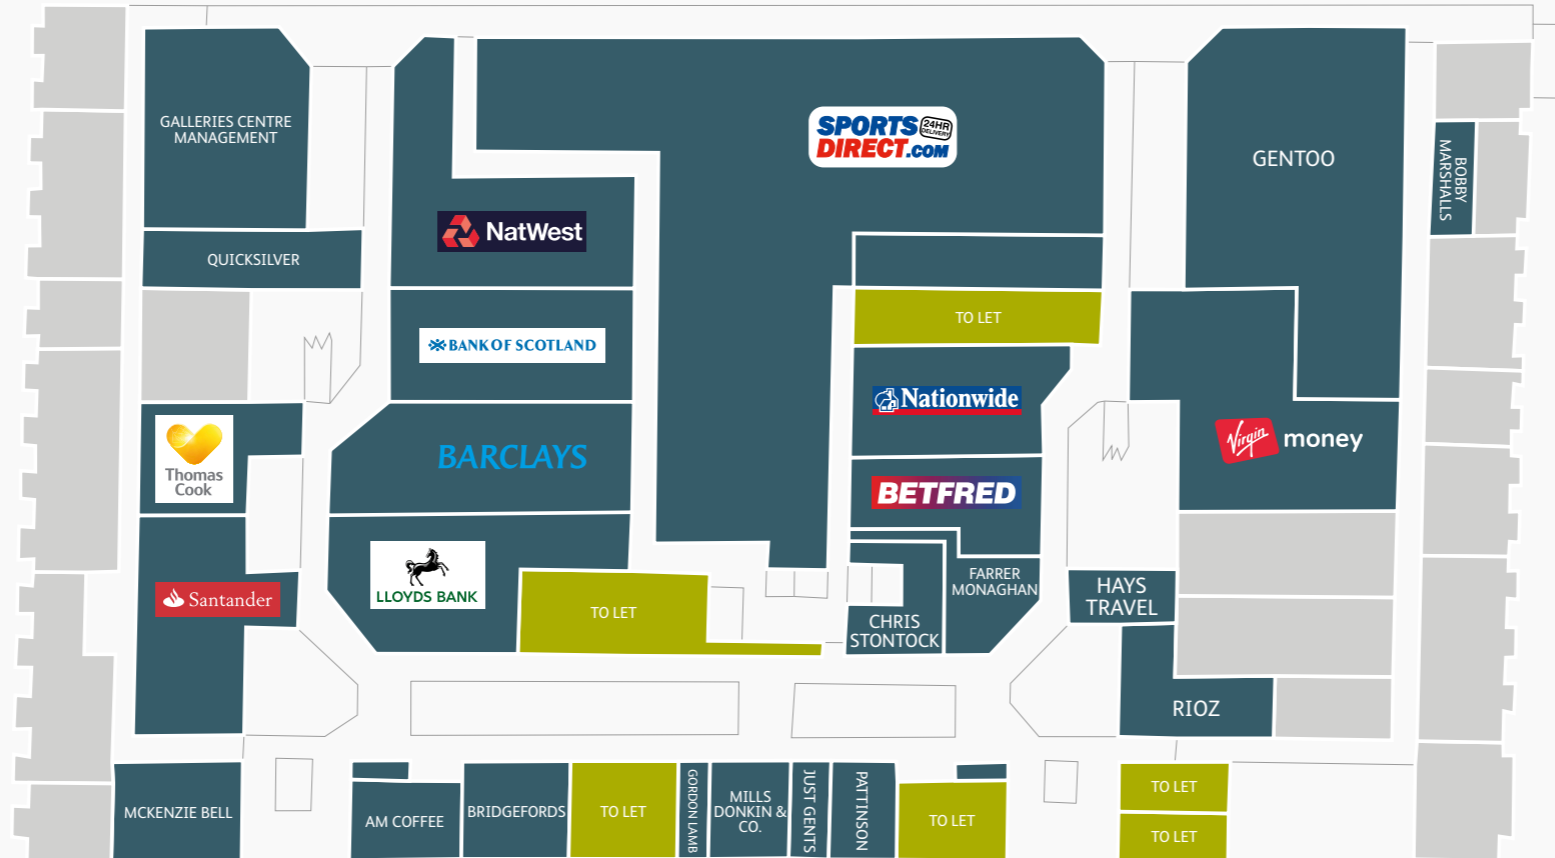 GALLERIES CENTRE
MANAGEMENT
SPORTS
24HR
DELIVERY
DIRECT.COM
GENTOO
BOBBY
MARSHALLS
NatWest
QUICKSILVER
TO LET
BANK OF SCOTLAND
Nationwide
Thomas
Cook
BARCLAYS
Virgin money
BETFRED
Santander
LLOYDS BANK
TO LET
CHRIS
STONTOCK
FARRER
MONAGHAN
HAYS
TRAVEL
RIOZ
MCKENZIE BELL
AM COFFEE
BRIDGEFORDS
TO LET
GORDON LAMB
MILLS
DONKIN &
CO.
JUST GENTS
PATTINSON
TO LET
TO LET
TO LET